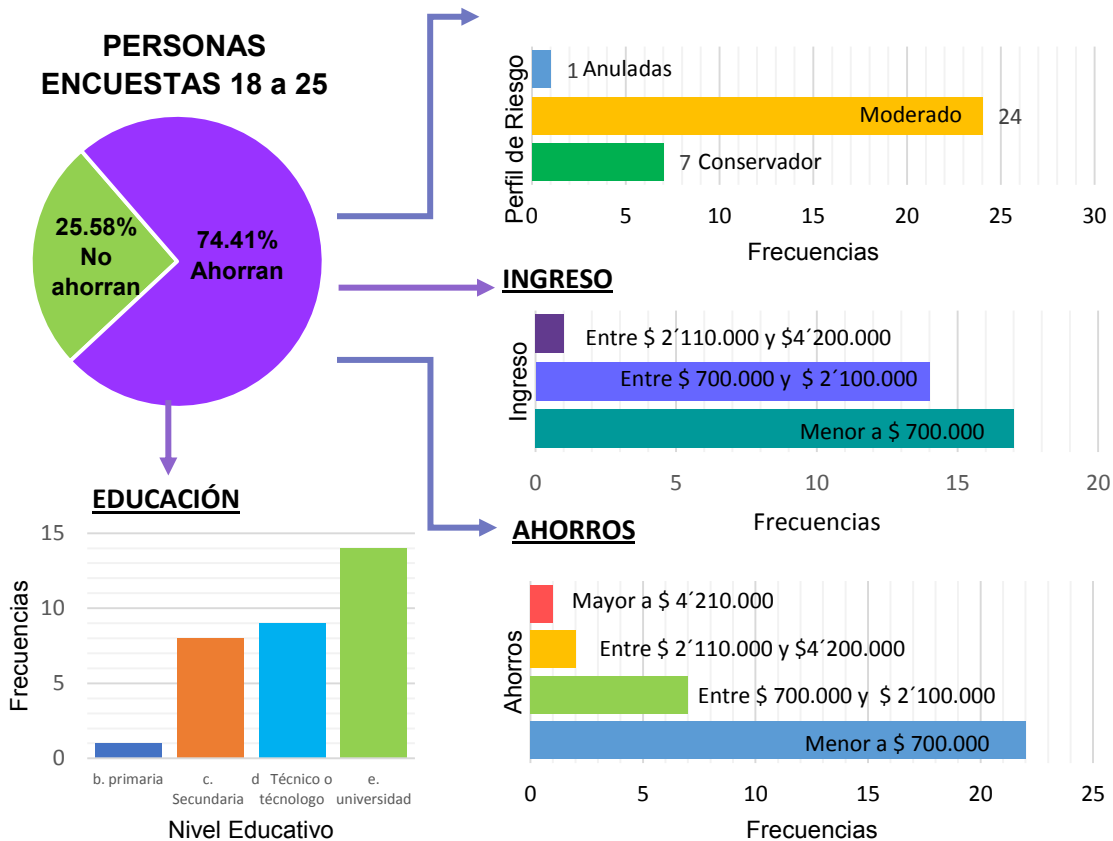 PERSONAS
ENCUESTAS 18 a 25
25.58%
No
ahorran
74.41%
Ahorran
Perfil de Riesgo
1 Anuladas
Moderado 24
7 Conservador
0 5 10 15 20 25 30
Frecuencias
INGRESO
Ingreso
Entre $ 2´110.000 y $4´200.000
Entre $ 700.000 y $ 2´100.000
Menor a $ 700.000
0 5 10 15 20
Frecuencias
EDUCACIÓN
Frecuencias
15
10
5
0
b. primaria
c.
Secundaria
d Técnico o
técnologo
e.
universidad
Nivel Educativo
AHORROS
Ahorros
Mayor a $ 4´210.000
Entre $ 2´110.000 y $4´200.000
Entre $ 700.000 y $ 2´100.000
Menor a $ 700.000
0 5 10 15 20 25
Frecuencias